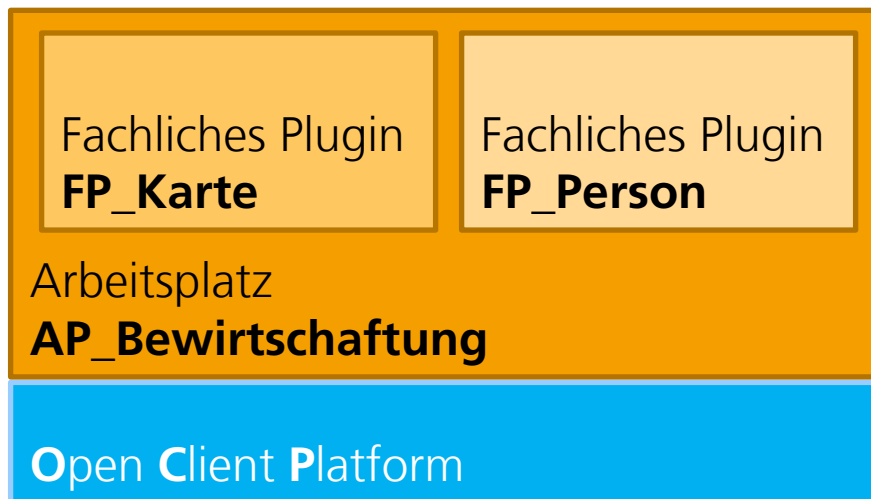 Fachliches Plugin
FP_Karte
Fachliches Plugin
FP_Person
Arbeitsplatz
AP_Bewirtschaftung
Open Client Platform